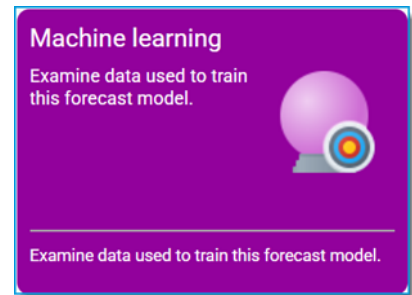 Machine learning
Examine data used to train
this forecast model.
Examine data used to train this forecast model.